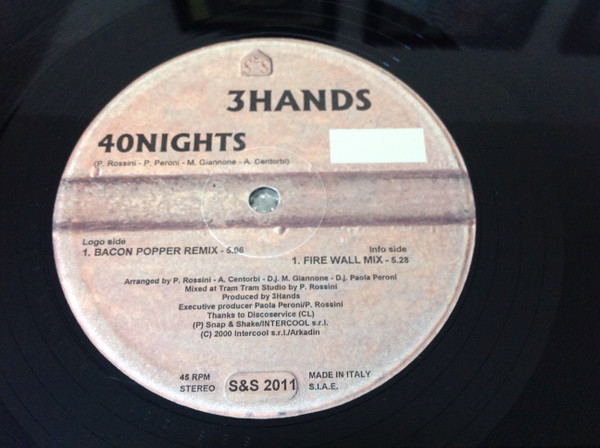 3HANDS
40NIGHTS
(P. Rossini - P. Peroni - M. Giannone - A. Centorbi)
Logo side
1. BACON POPPER REMIX - 5.06
Info side
1. FIRE WALL MIX - 5.28
Arranged by P. Rossini - A. Centorbi - D.j. M. Giannone - D.j. Paola Peroni
Mixed at Tram Tram Studio by P. Rossini
Produced by 3Hands
Executive producer Paola Peroni/P. Rossini
Thanks to Discoservice (CL)
(P) Snap & Shake/INTERCOOL s.r.l.
(C) 2000 Intercool s.r.l./Arkadin
45 RPM
STEREO
S&S 2011
MADE IN ITALY
S.I.A.E.